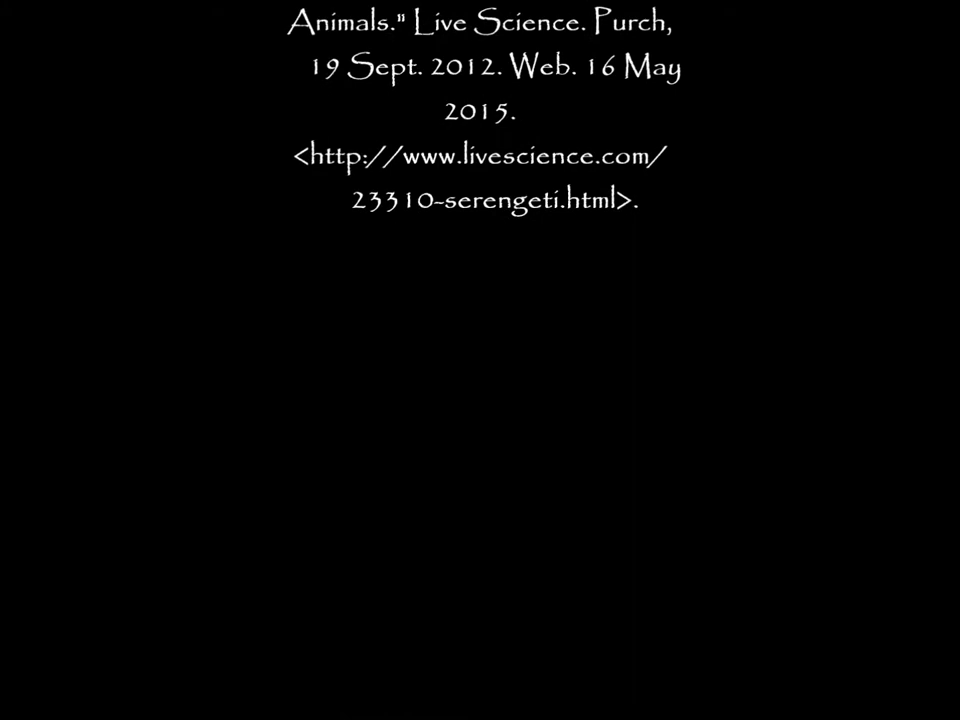 Animals." Live Science. Purch,
19 Sept. 2012. Web. 16 May
2015.
<http://www.livescience.com/
23310-serengeti.html>.